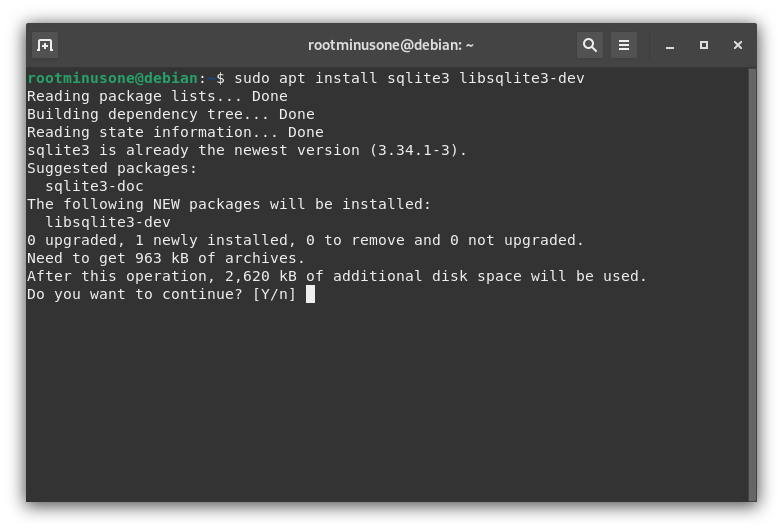 rootminusone@debian: ~
rootminusone@debian:~$ sudo apt install sqlite3 libsqlite3-dev
Reading package lists... Done
Building dependency tree... Done
Reading state information... Done
sqlite3 is already the newest version (3.34.1-3).
Suggested packages:
  sqlite3-doc
The following NEW packages will be installed:
  libsqlite3-dev
0 upgraded, 1 newly installed, 0 to remove and 0 not upgraded.
Need to get 963 kB of archives.
After this operation, 2,620 kB of additional disk space will be used.
Do you want to continue? [Y/n]